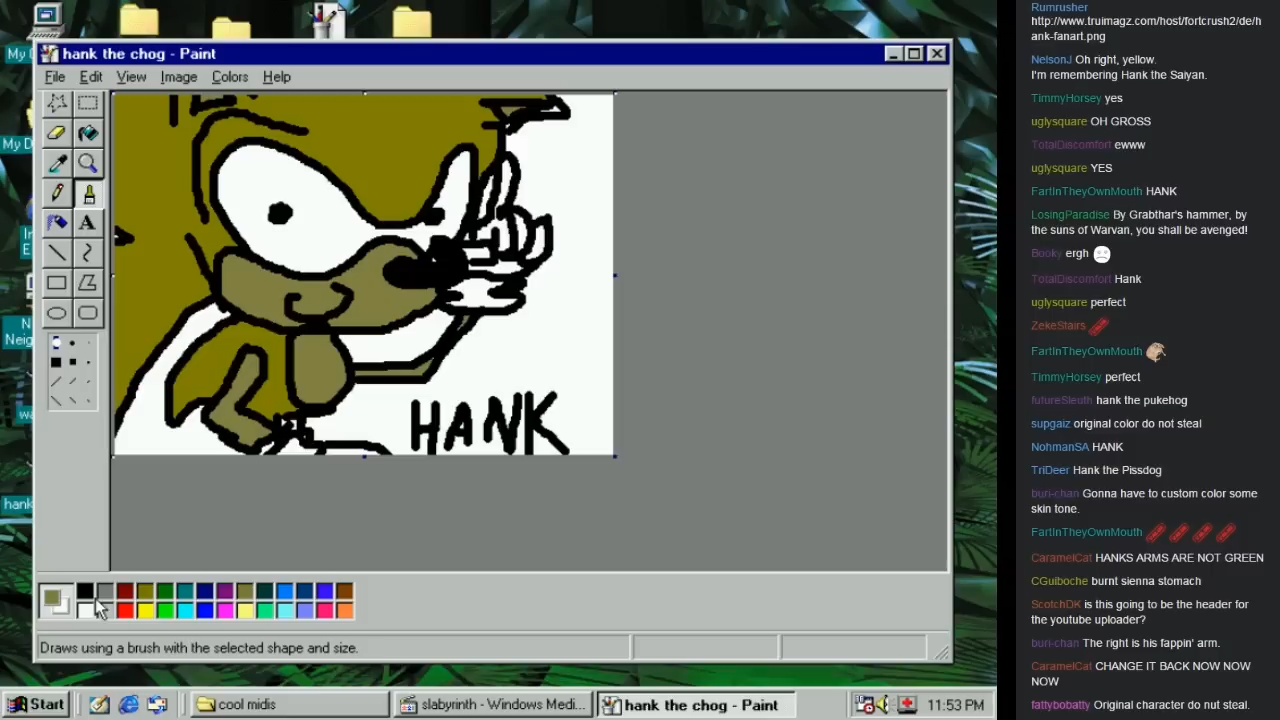 My C
hank the chog - Paint
File Edit View Image Colors Help
My D
In
E
N
Neig
wa
hank
HANK
Draws using a brush with the selected shape and size.
Start
cool midis
slabyrinth - Windows Medi...
hank the chog - Paint
11:53 PM
Rumrusher
http://www.truimagz.com/host/fortcrush2/de/h
ank-fanart.png
NelsonJ Oh right, yellow.
I'm remembering Hank the Saiyan.
TimmyHorsey yes
uglysquare OH GROSS
TotalDiscomfort ewww
uglysquare YES
FartInTheyOwnMouth HANK
LosingParadise By Grabthar's hammer, by
the suns of Warvan, you shall be avenged!
Booky ergh
TotalDiscomfort Hank
uglysquare perfect
ZekeStairs
FartInTheyOwnMouth
TimmyHorsey perfect
futureSleuth hank the pukehog
supgaiz original color do not steal
NohmanSA HANK
TriDeer Hank the Pissdog
buri-chan Gonna have to custom color some
skin tone.
FartInTheyOwnMouth
CaramelCat HANKS ARMS ARE NOT GREEN
CGuiboche burnt sienna stomach
ScotchDK is this going to be the header for
the youtube uploader?
buri-chan The right is his fappin' arm.
CaramelCat CHANGE IT BACK NOW NOW
NOW
fattybobatty Original character do nut steal.